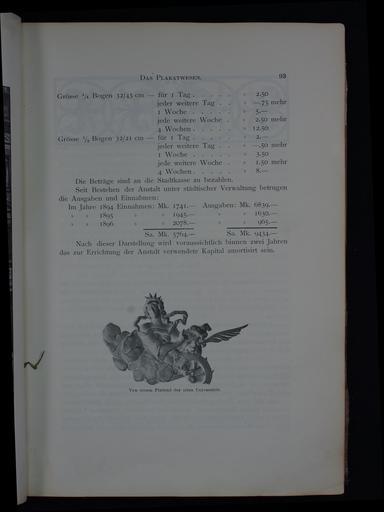 Das Plakatwesen. 93
Grösse 1/4 Bogen 32/45 cm — für 1 Tag . . . . . » 2.50
jeder weitere Tag . . » —.75 mehr
1 Woche . . . . . » 5.—
jede weitere Woche . . » 2.50 mehr
4 Wochen . . . . . » 12.50
Grösse 1/8 Bogen 32/21 cm — für 1 Tag . . . . . » 2.—
jeder weitere Tag . . » —.50 mehr
1 Woche . . . . . » 3.50
jede weitere Woche . . » 1.50 mehr
4 Wochen . . . . . » 8.—
Die Beträge sind an die Stadtkasse zu bezahlen.
Seit Bestehen der Anstalt unter städtischer Verwaltung betrugen
die Ausgaben und Einnahmen:
Im Jahre 1894 Einnahmen: Mk. 1741.— Ausgaben: Mk. 6839.—
» » 1895 » » 1945.— » » 1630.—
» » 1896 » » 2078.— » » 965.—
Sa. Mk. 5764.— Sa. Mk. 9434.—
Nach dieser Darstellung wird voraussichtlich binnen zwei Jahren
das zur Errichtung der Anstalt verwendete Kapital amortisirt sein.
Von einem Plafond der alten Universität.